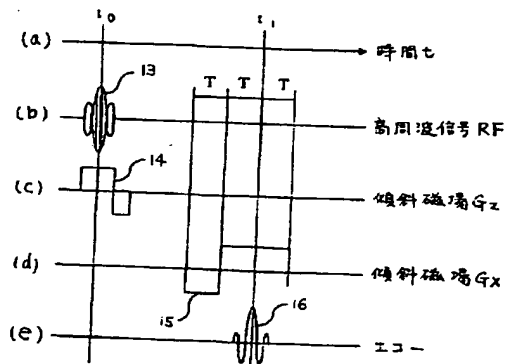 t₀ t₁
(a) 時間t
13
T T T
(b) 高周波信号RF
14
(c) 傾斜磁場Gz
(d) 傾斜磁場Gx
15 16
(e) エコー